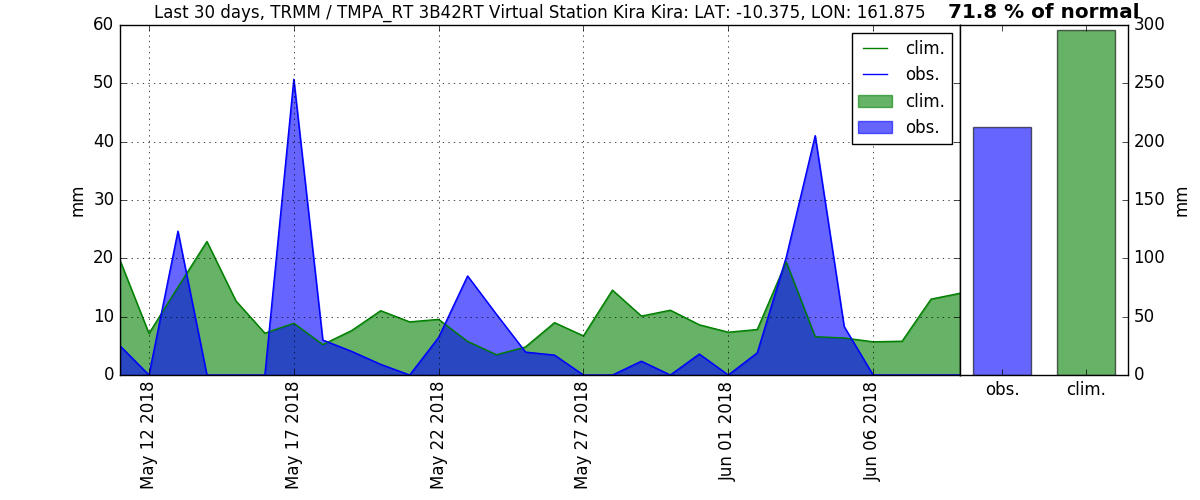 Last 30 days, TRMM / TMPA_RT 3B42RT Virtual Station Kira Kira: LAT: -10.375, LON: 161.875
71.8 % of normal
60
50
40
30
20
10
0
mm
clim.
obs.
clim.
obs.
May 12 2018
May 17 2018
May 22 2018
May 27 2018
Jun 01 2018
Jun 06 2018
300
250
200
150
100
50
0
mm
obs.
clim.